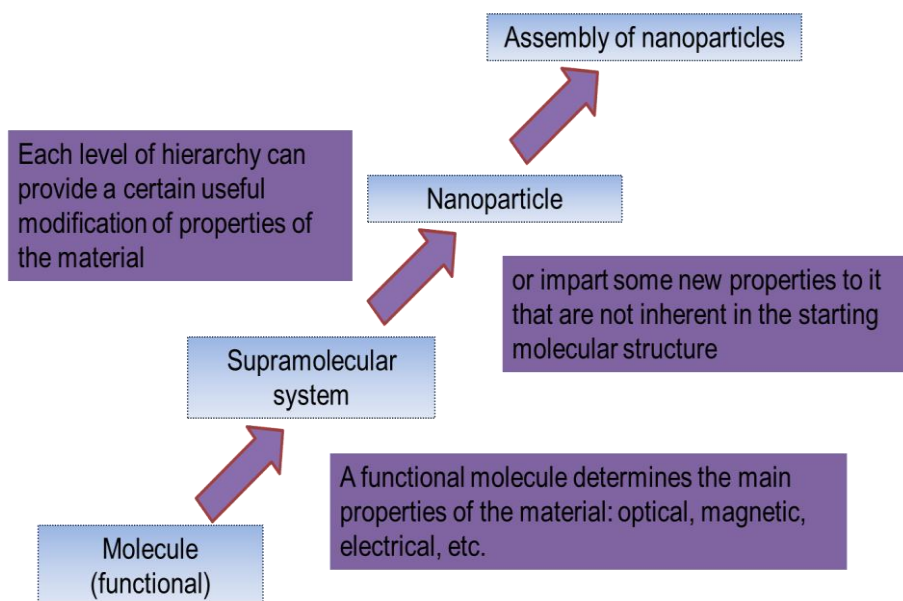 Assembly of nanoparticles
Each level of hierarchy can
provide a certain useful
modification of properties of
the material
Nanoparticle
or impart some new properties to it
that are not inherent in the starting
molecular structure
Supramolecular
system
A functional molecule determines the main
properties of the material: optical, magnetic,
electrical, etc.
Molecule
(functional)